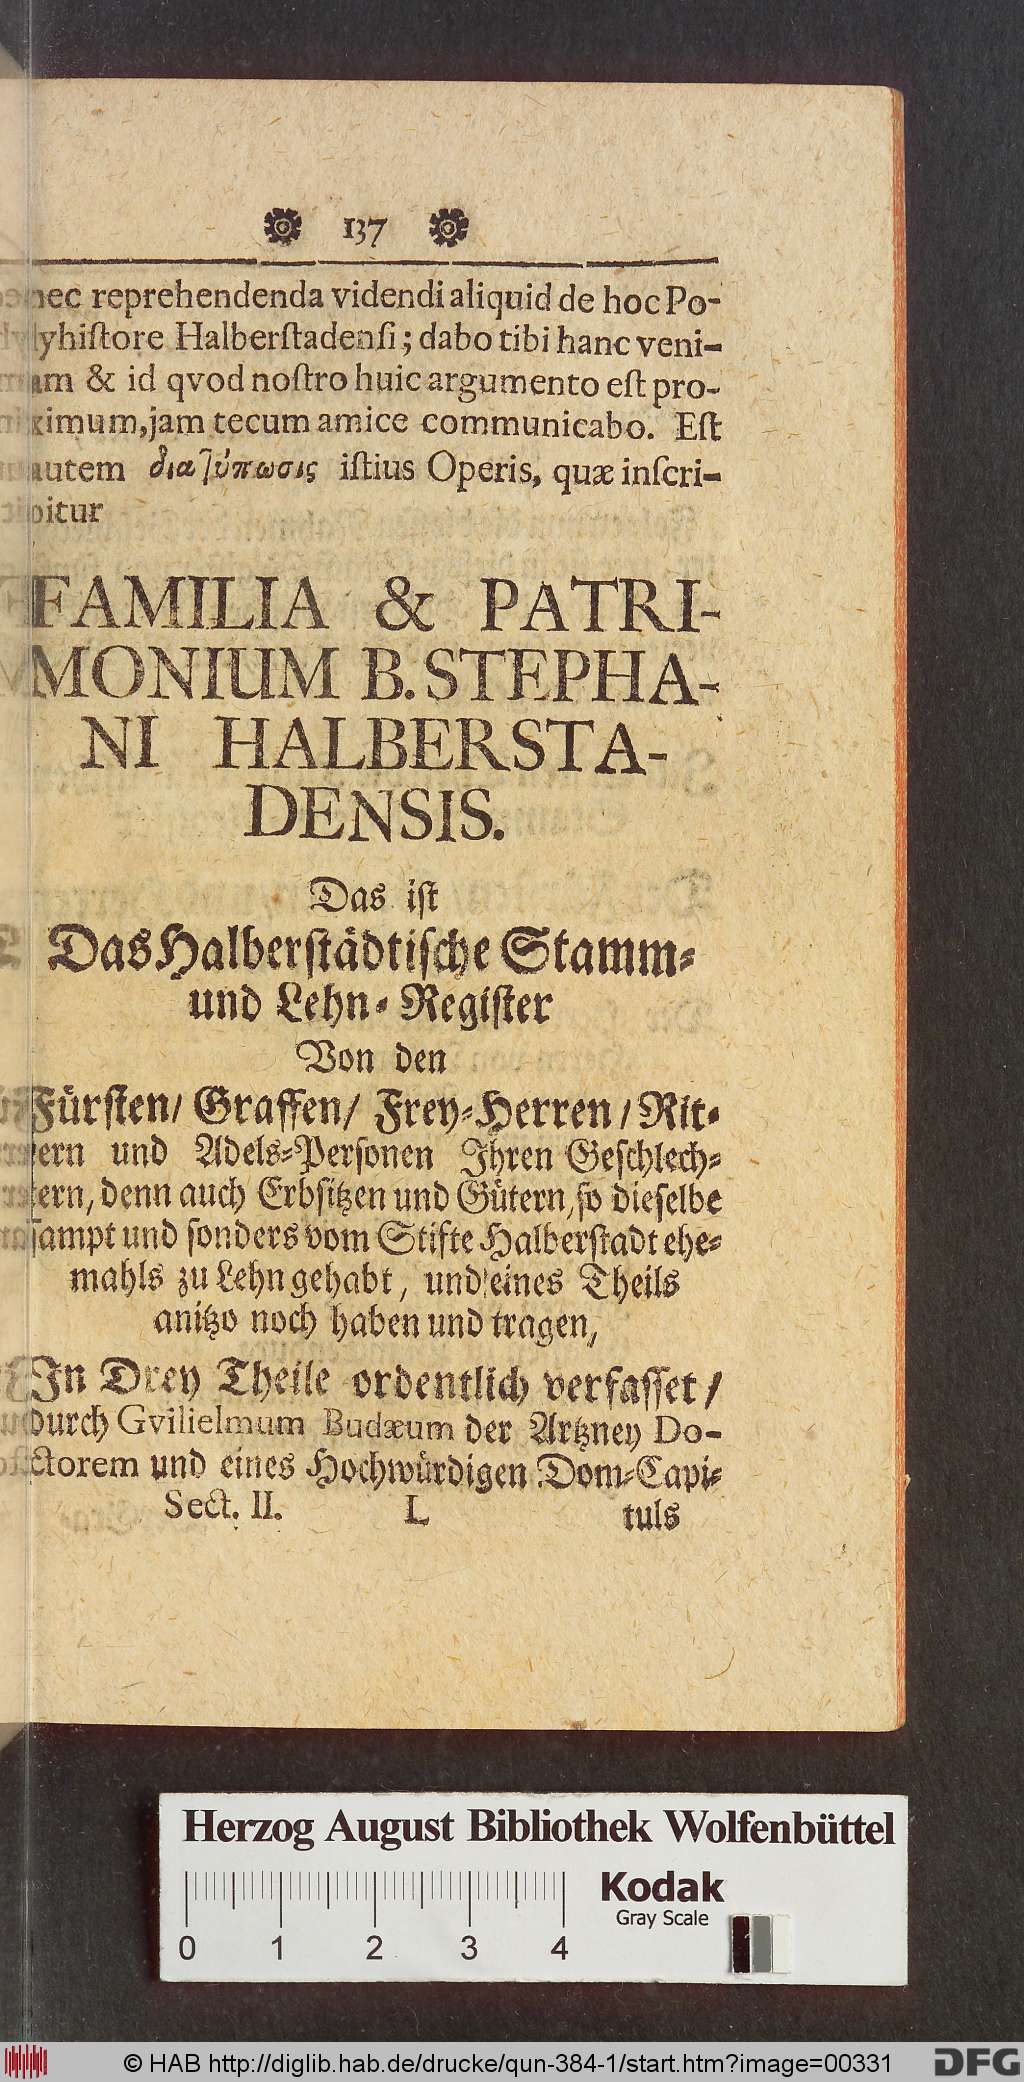 137
nec reprehendenda videndi aliquid de hoc Po-
lyhiſtore Halberſtadenſi; dabo tibi hanc veni-
am & id qvod noſtro huic argumento eſt pro-
ximum, jam tecum amice communicabo. Eſt
autem διατύπωσις iſtius Operis, quæ inſcri-
bitur
FAMILIA & PATRI-
MONIUM B. STEPHA-
NI HALBERSTA-
DENSIS.
Das iſt
Das Halberſtädtiſche Stamm-
und Lehn-Regiſter
Von den
Fürſten/ Graffen/ Frey-Herren/ Rit-
tern und Adels-Perſonen Ihren Geſchlech-
tern, denn auch Erbſitzen und Gütern, ſo dieſelbe
ſampt und ſonders vom Stifte Halberſtadt ehe-
mahls zu Lehn gehabt, und eines Theils
anitzo noch haben und tragen,
In Drey Theile ordentlich verfaſſet/
durch Gvilielmum Budæum der Artzney Do-
ctorem und eines Hochwürdigen Dom-Capi-
Sect. II. L tuls
Herzog August Bibliothek Wolfenbüttel
Kodak
Gray Scale
0 1 2 3 4
© HAB http://diglib.hab.de/drucke/qun-384-1/start.htm?image=00331
DFG